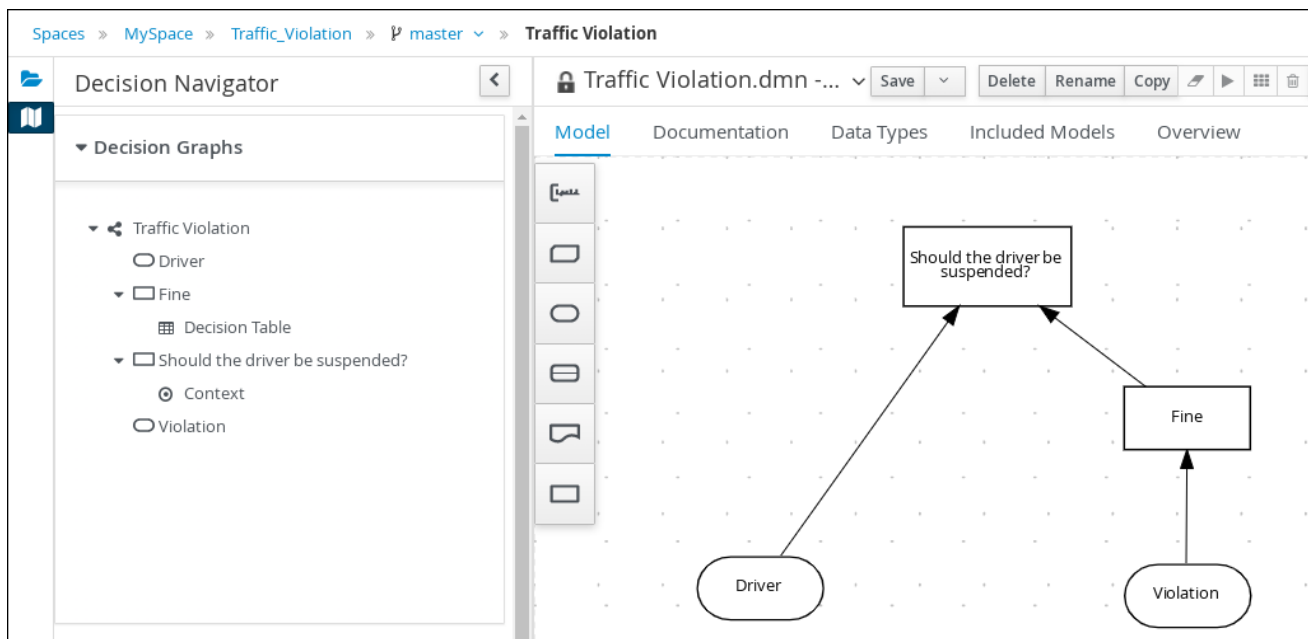 Spaces » MySpace » Traffic_Violation » master » Traffic Violation
Decision Navigator
Traffic Violation.dmn -... Save Delete Rename Copy
Model Documentation Data Types Included Models Overview
Decision Graphs
Traffic Violation
Driver
Fine
Decision Table
Should the driver be suspended?
Context
Violation
Should the driver be
suspended?
Fine
Driver
Violation